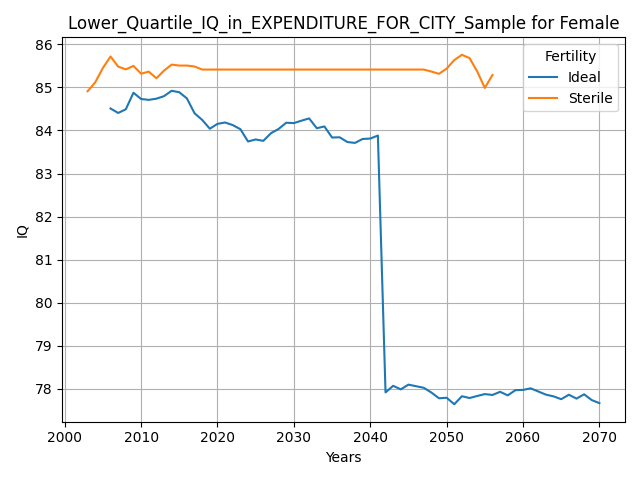 Lower_Quartile_IQ_in_EXPENDITURE_FOR_CITY_Sample for Female
Fertility
Ideal
Sterile
IQ
86
85
84
83
82
81
80
79
78
2000 2010 2020 2030 2040 2050 2060 2070
Years